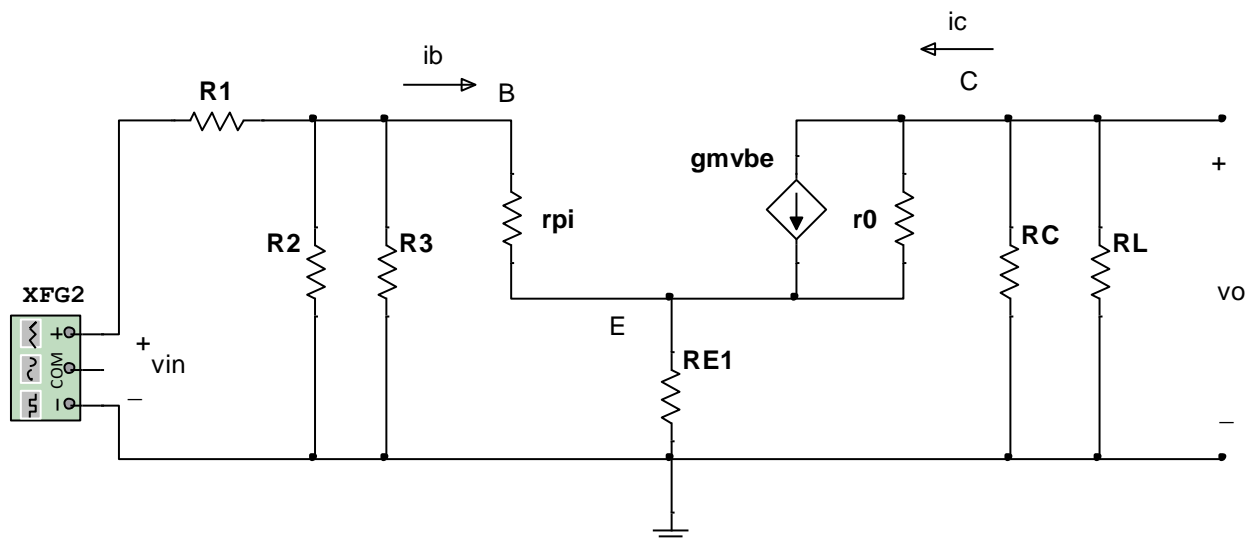 ic
ib
C
R1
B
gmvbe
+
R2
R3
rpi
r0
RC
RL
XFG2
vo
+
COM
−
+
vin
−
E
RE1
−